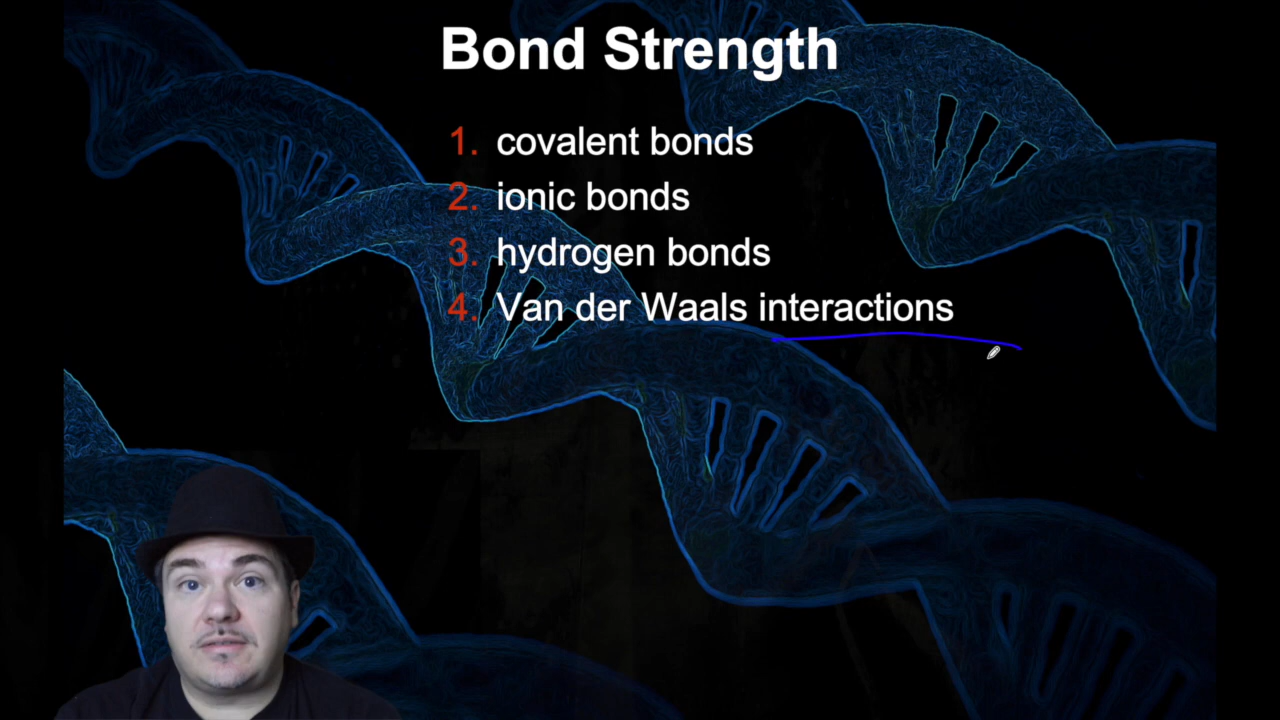 Bond Strength
1. covalent bonds
2. ionic bonds
3. hydrogen bonds
4. Van der Waals interactions